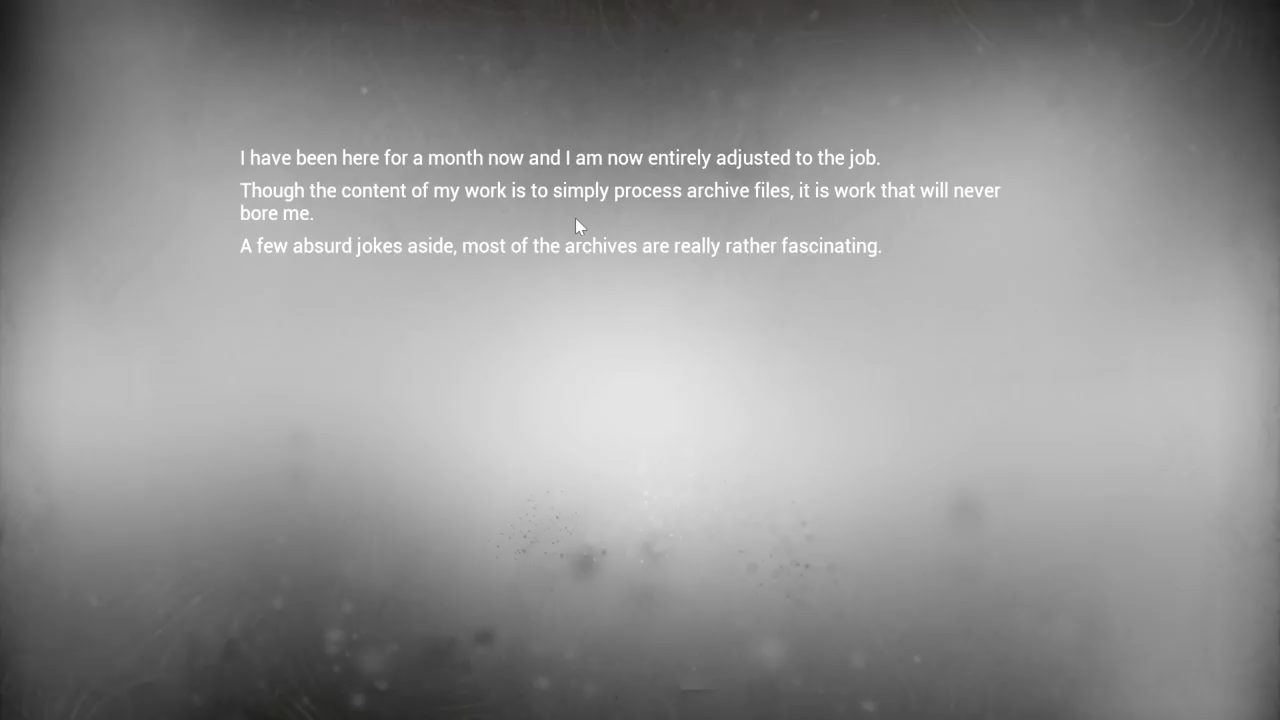 I have been here for a month now and I am now entirely adjusted to the job.
Though the content of my work is to simply process archive files, it is work that will never
bore me.
A few absurd jokes aside, most of the archives are really rather fascinating.